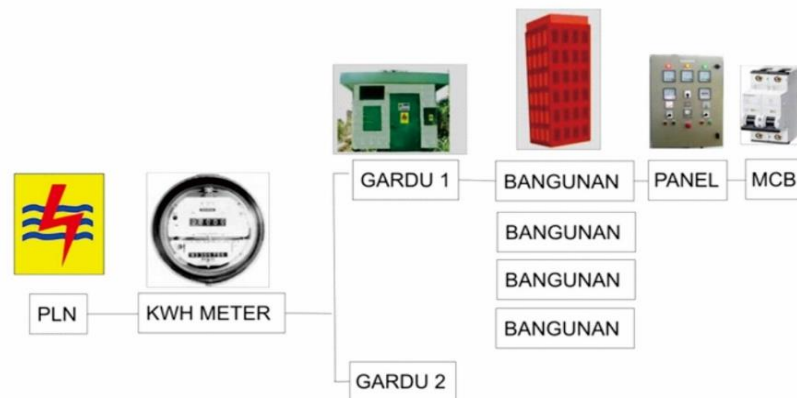 GARDU 1
BANGUNAN
PANEL
MCB
BANGUNAN
BANGUNAN
BANGUNAN
PLN
KWH METER
GARDU 2